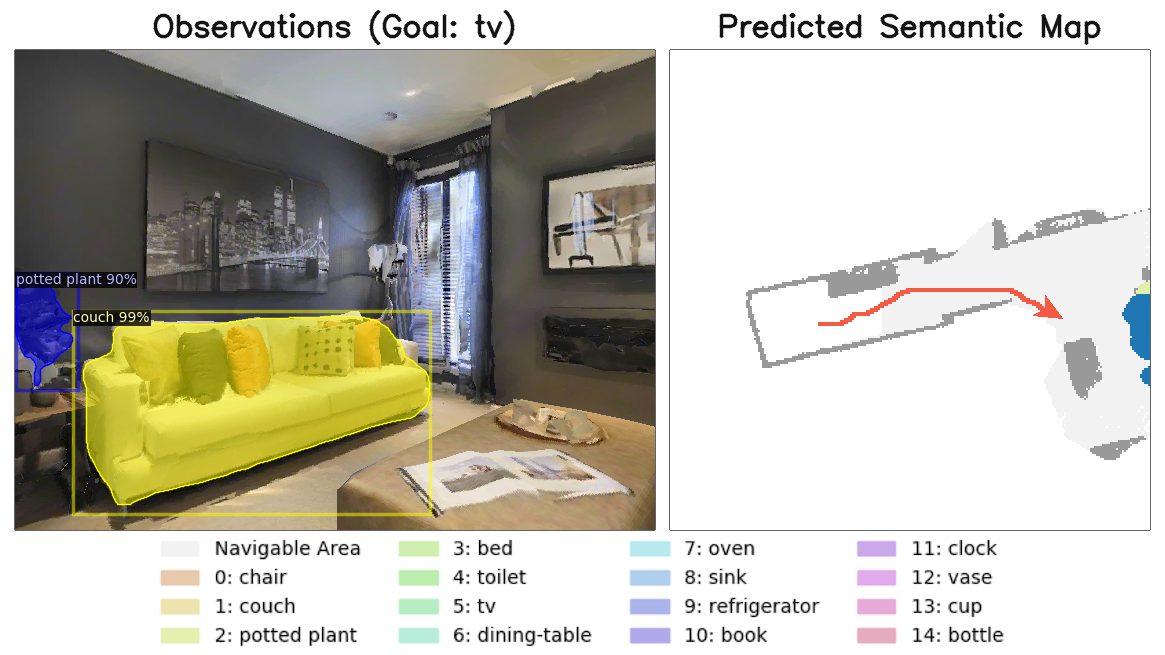 Observations (Goal: tv)
Predicted Semantic Map
potted plant 90%
couch 99%
Navigable Area
0: chair
1: couch
2: potted plant
3: bed
4: toilet
5: tv
6: dining-table
7: oven
8: sink
9: refrigerator
10: book
11: clock
12: vase
13: cup
14: bottle